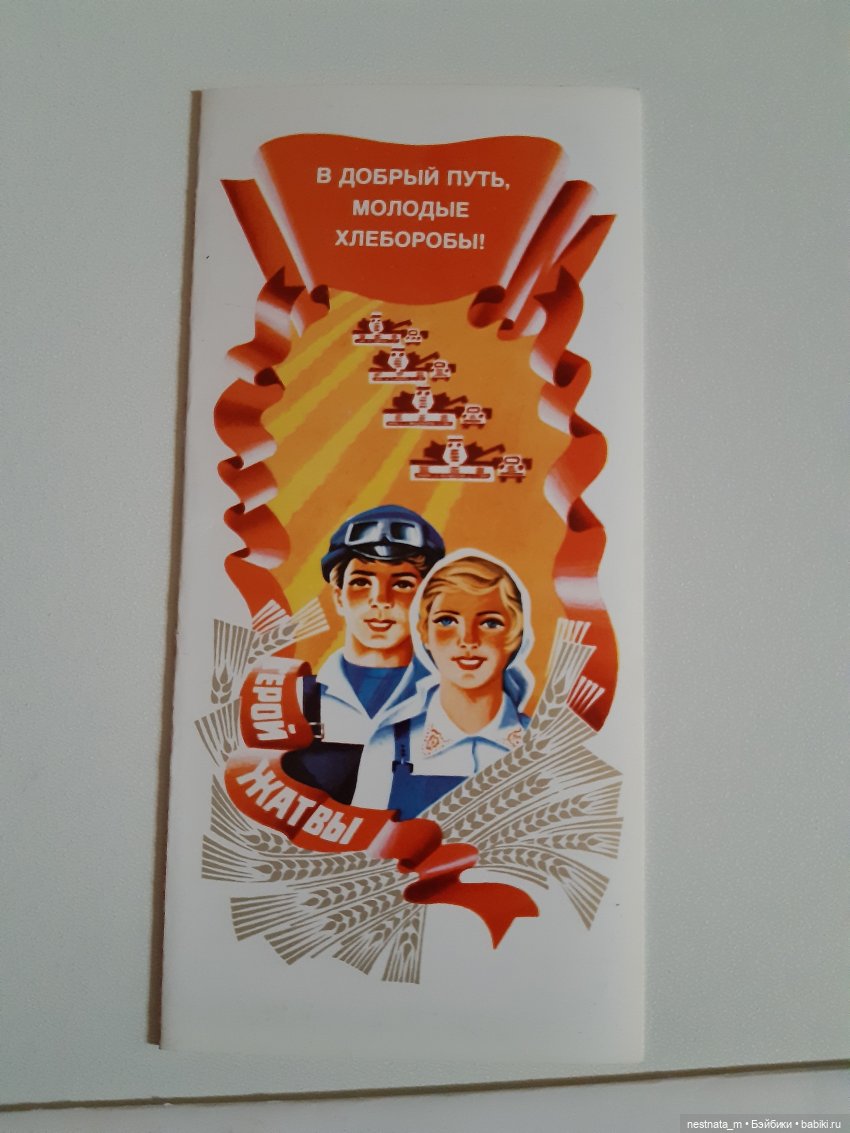 В ДОБРЫЙ ПУТЬ,
МОЛОДЫЕ
ХЛЕБОРОБЫ!
ГЕРОЙ
ЖАТВЫ
nestnata_m • Бэйбики • babiki.ru